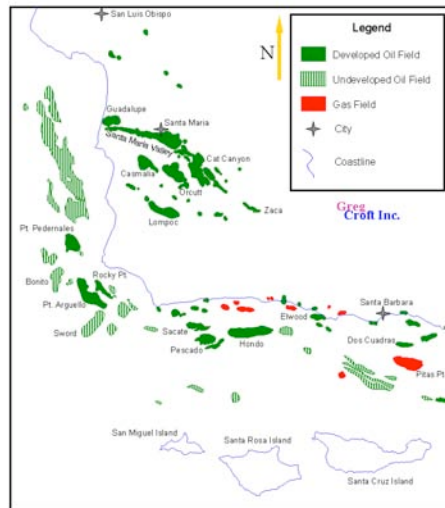 San Luis Obispo
Legend
N
Developed Oil Field
Undeveloped Oil Field
Gas Field
City
Coastline
Guadalupe
Santa Maria
Santa Maria Valley
Cat Canyon
Casmalia
Orcutt
Lompoc
Zaca
Greg
Croft Inc.
Pt. Pedernales
Bonito
Rocky Pt
Pt. Arguello
Sword
Sacate
Pescado
Hondo
Elwood
Santa Barbara
Dos Cuadras
Pitas Pt.
San Miguel Island
Santa Rosa Island
Santa Cruz Island